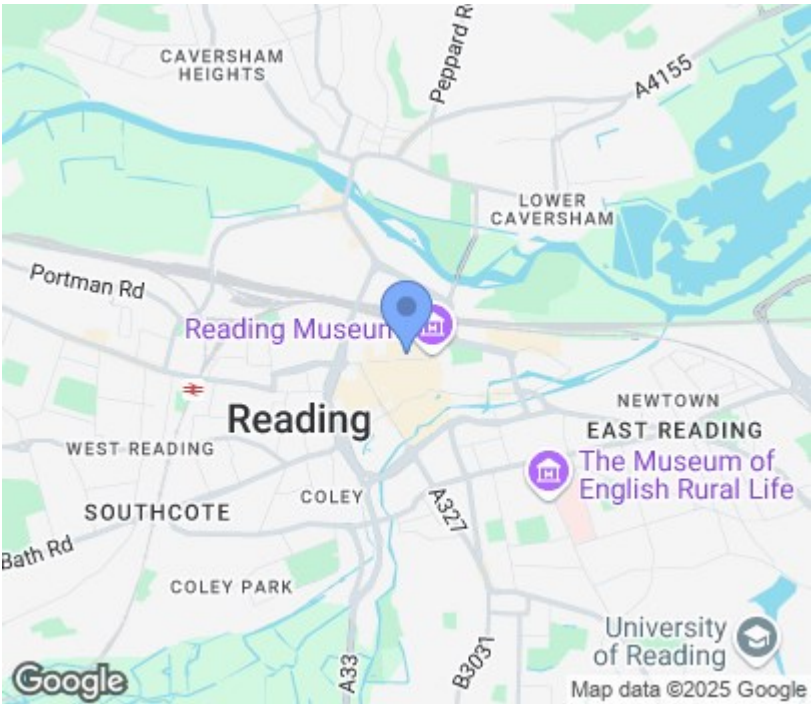 CAVERSHAM
HEIGHTS
Peppard R
A4155
LOWER
CAVERSHAM
Portman Rd
Reading Museum
Reading
NEWTOWN
EAST READING
WEST READING
The Museum of
English Rural Life
COLEY
A327
SOUTHCOTE
Bath Rd
COLEY PARK
University
of Reading
A33
B3031
Google
Map data ©2025 Google